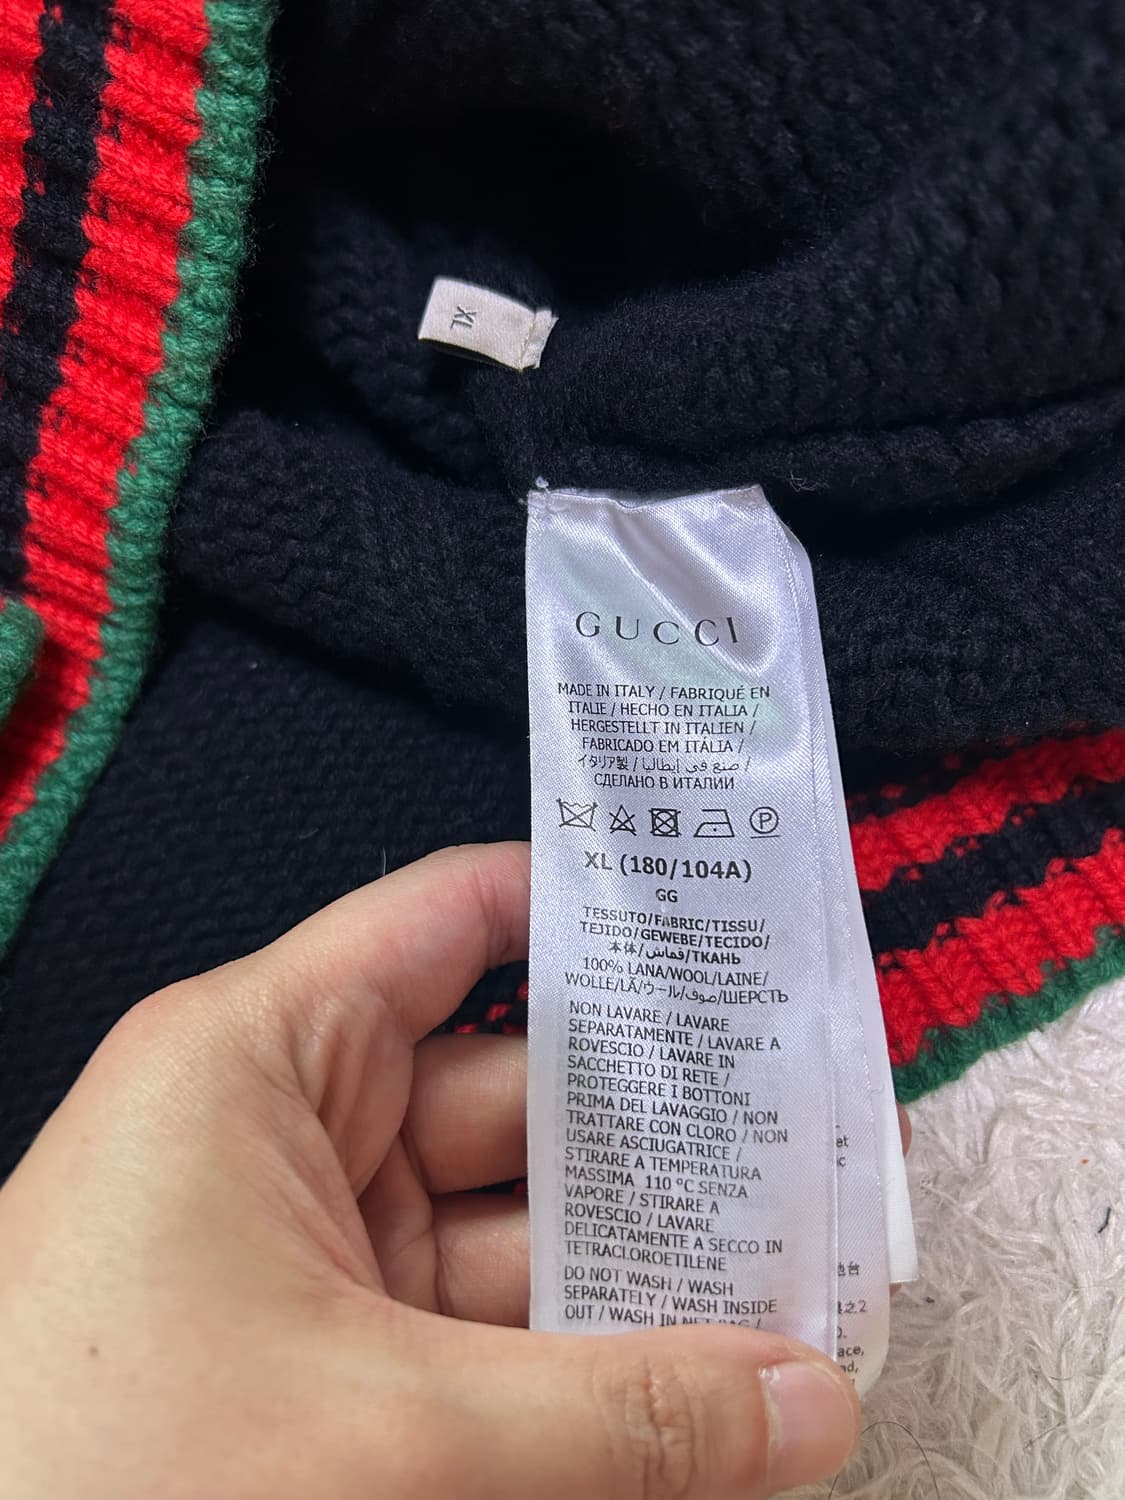 XL
GUCCI
MADE IN ITALY / FABRIQUÉ EN
ITALIE / HECHO EN ITALIA /
HERGESTELLT IN ITALIEN /
FABRICADO EM ITÁLIA /
イタリア製 / صنع في إيطاليا /
СДЕЛАНО В ИТАЛИИ
P
XL (180/104A)
GG
TESSUTO/FABRIC/TISSU/
TEJIDO/GEWEBE/TECIDO/
本体/قماش/ТКАНЬ
100% LANA/WOOL/LAINE/
WOLLE/LÃ/ウール/صوف/ШЕРСТЬ
NON LAVARE / LAVARE
SEPARATAMENTE / LAVARE A
ROVESCIO / LAVARE IN
SACCHETTO DI RETE /
PROTEGGERE I BOTTONI
PRIMA DEL LAVAGGIO / NON
TRATTARE CON CLORO / NON
USARE ASCIUGATRICE /
STIRARE A TEMPERATURA
MASSIMA 110 °C SENZA
VAPORE / STIRARE A
ROVESCIO / LAVARE
DELICATAMENTE A SECCO IN
TETRACLOROETILENE
DO NOT WASH / WASH
SEPARATELY / WASH INSIDE
OUT / WASH IN NET BAG /